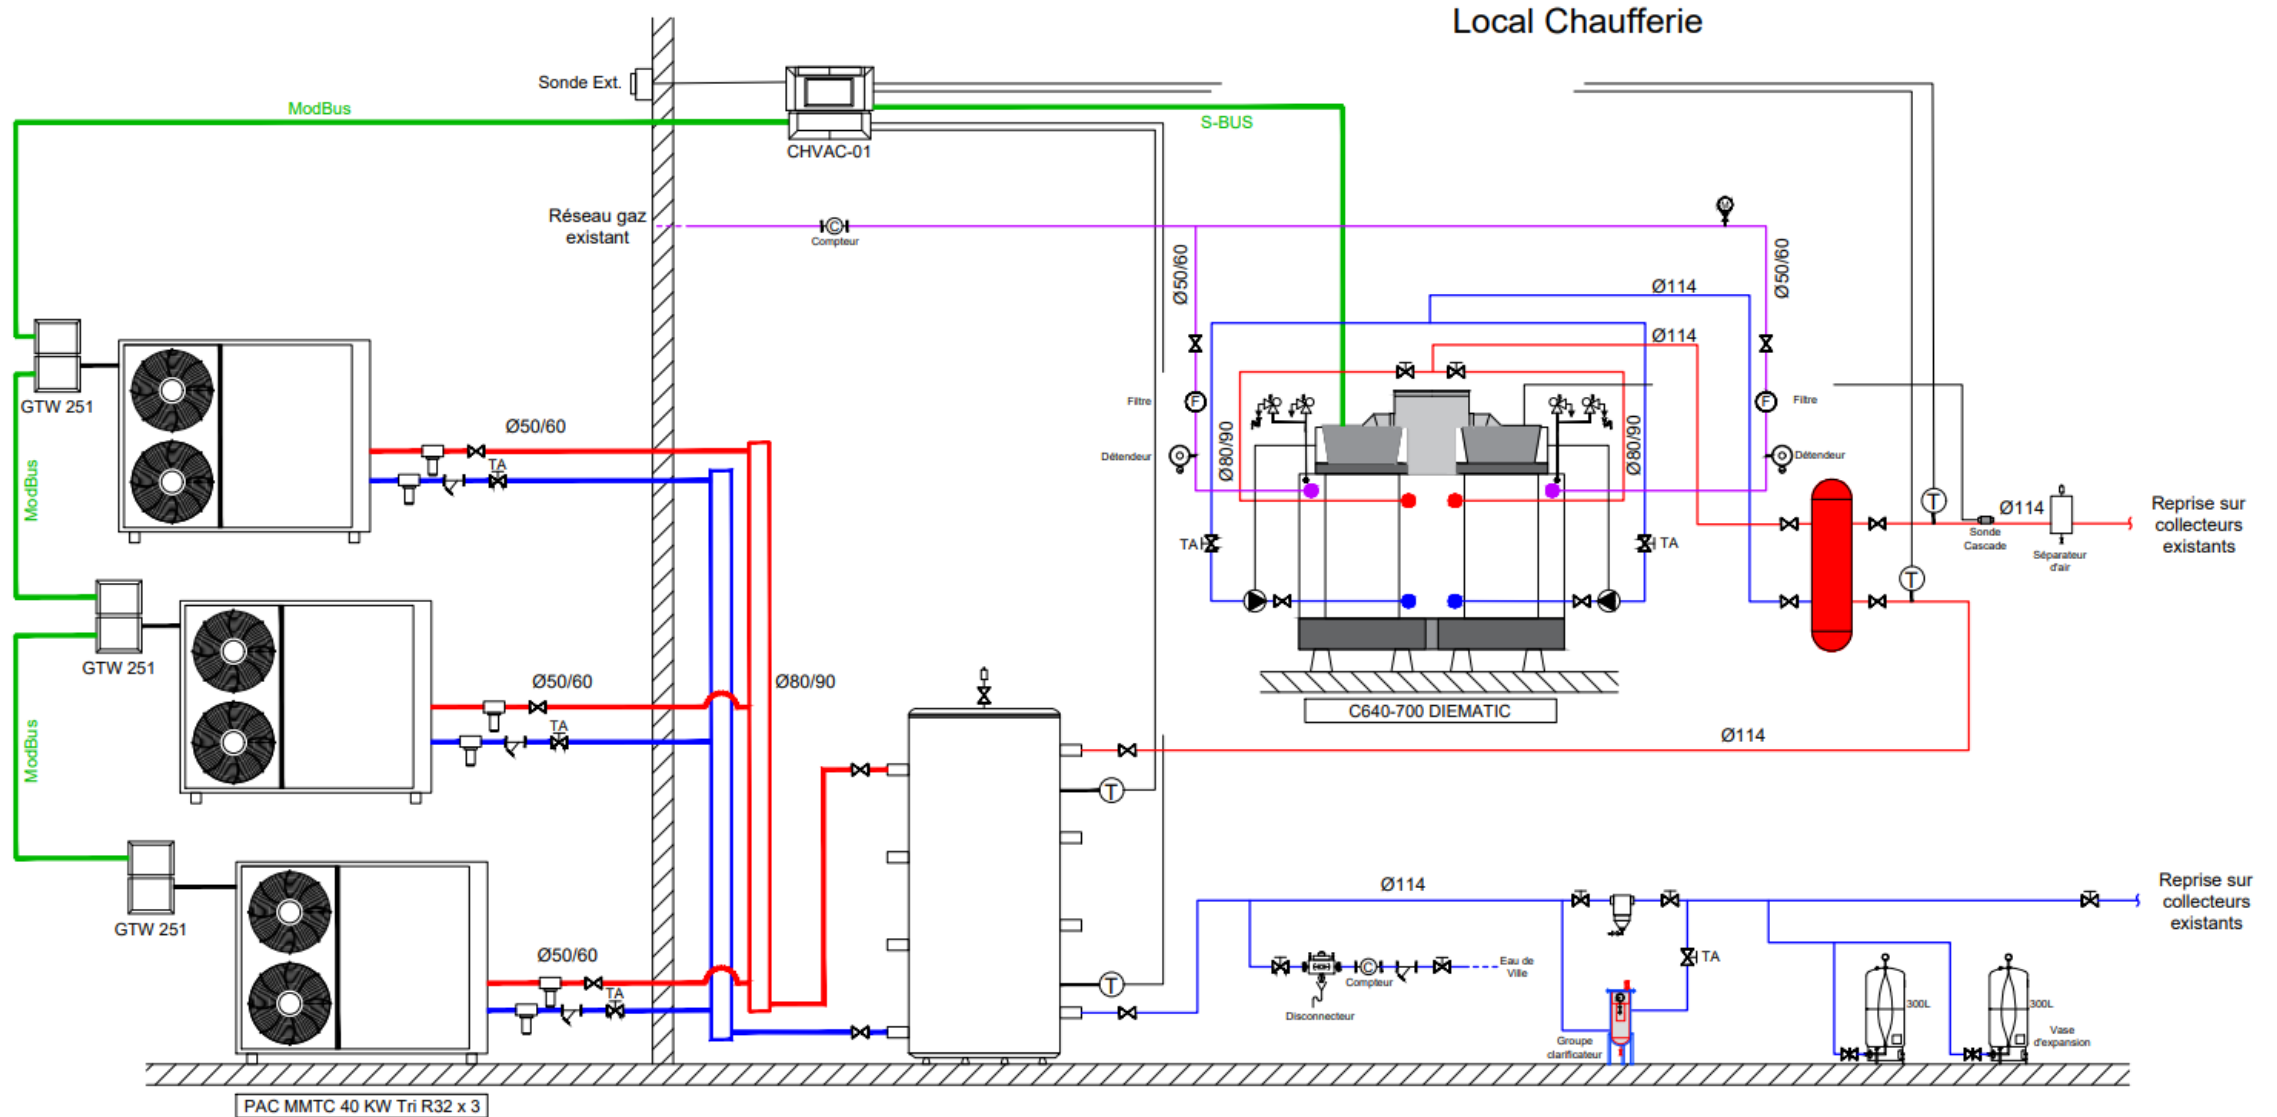 Local Chaufferie
Sonde Ext.
ModBus
S-BUS
CHVAC-01
Réseau gaz
existant
C
Compteur
M
Ø50/60
Ø50/60
Ø114
Ø114
GTW 251
Filtre
F
F
Filtre
Ø50/60
TA
Ø80/90
Ø80/90
Détendeur
Détendeur
ModBus
T
Ø114
Reprise sur
collecteurs
existants
Sonde
Cascade
Séparateur
d'air
TA
TA
T
GTW 251
Ø50/60
TA
Ø80/90
C640-700 DIEMATIC
Ø114
ModBus
T
GTW 251
Ø50/60
TA
Ø114
Reprise sur
collecteurs
existants
T
Eau de
Ville
C
Compteur
Disconnecteur
TA
Groupe
clarificateur
300L
300L
Vase
d'expansion
PAC MMTC 40 KW Tri R32 x 3